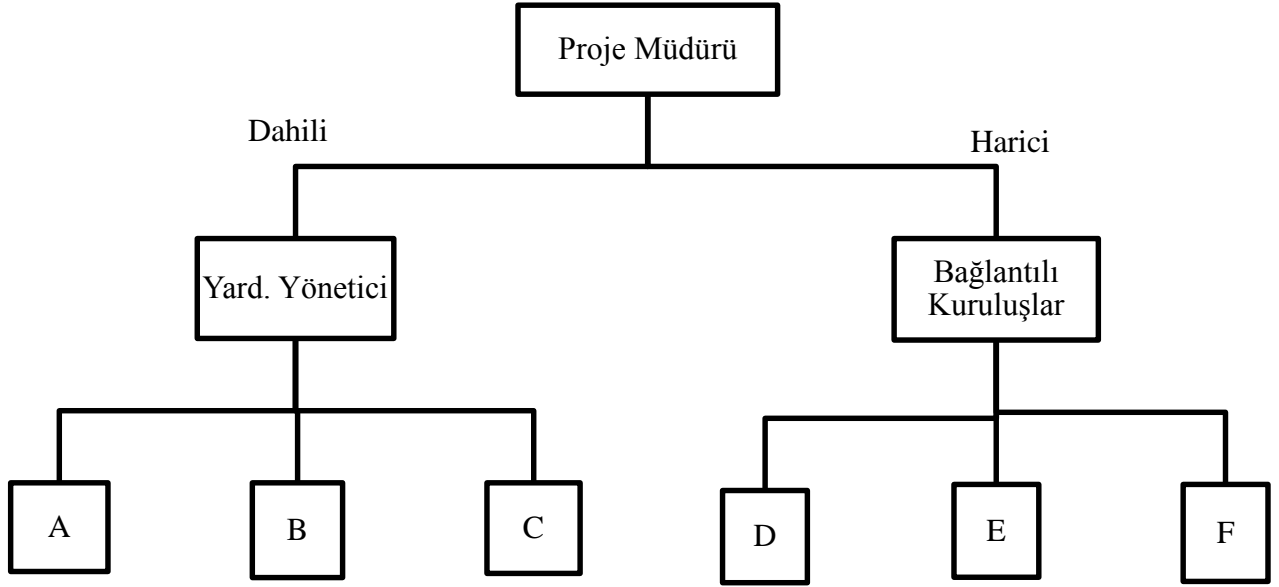 Proje Müdürü
Dahili
Harici
Yard. Yönetici
Bağlantılı
Kuruluşlar
A
B
C
D
E
F